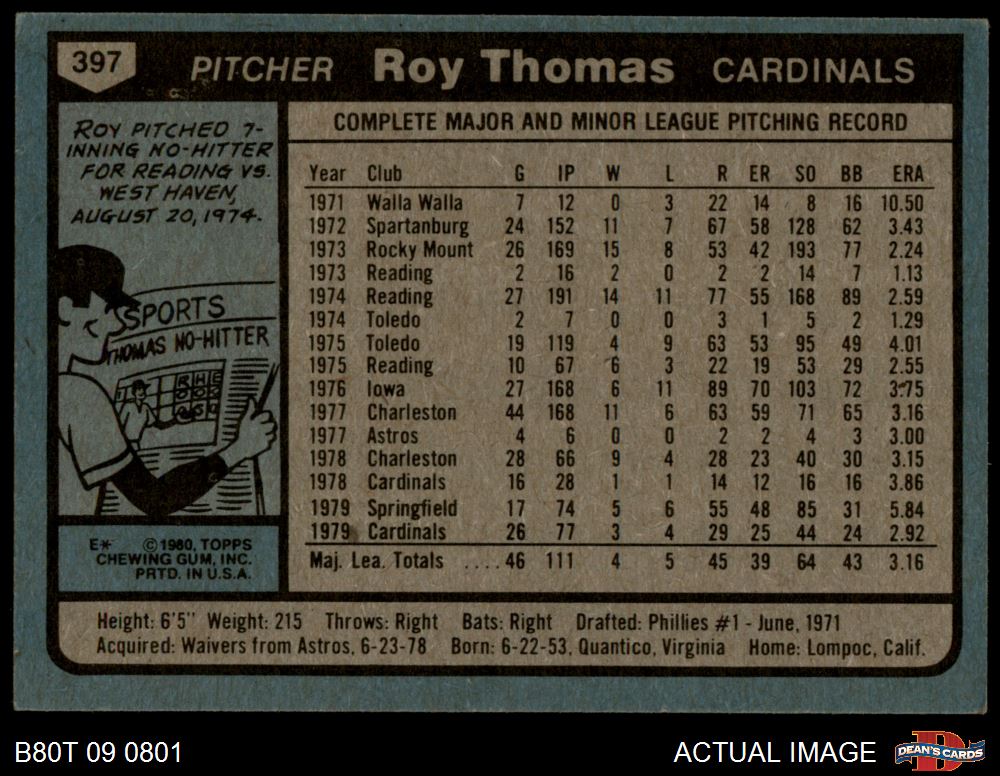 397 PITCHER Roy Thomas CARDINALS
ROY PITCHED 7-
INNING NO-HITTER
FOR READING VS.
WEST HAVEN,
AUGUST 20, 1974.
SPORTS
THOMAS NO-HITTER
R H E
E* ©1980, TOPPS
CHEWING GUM, INC.
PRTD. IN U.S.A.
COMPLETE MAJOR AND MINOR LEAGUE PITCHING RECORD
Year Club G IP W L R ER SO BB ERA
1971 Walla Walla 7 12 0 3 22 14 8 16 10.50
1972 Spartanburg 24 152 11 7 67 58 128 62 3.43
1973 Rocky Mount 26 169 15 8 53 42 193 77 2.24
1973 Reading 2 16 2 0 2 2 14 7 1.13
1974 Reading 27 191 14 11 77 55 168 89 2.59
1974 Toledo 2 7 0 0 3 1 5 2 1.29
1975 Toledo 19 119 4 9 63 53 95 49 4.01
1975 Reading 10 67 6 3 22 19 53 29 2.55
1976 Iowa 27 168 6 11 89 70 103 72 3.75
1977 Charleston 44 168 11 6 63 59 71 65 3.16
1977 Astros 4 6 0 0 2 2 4 3 3.00
1978 Charleston 28 66 9 4 28 23 40 30 3.15
1978 Cardinals 16 28 1 1 14 12 16 16 3.86
1979 Springfield 17 74 5 6 55 48 85 31 5.84
1979 Cardinals 26 77 3 4 29 25 44 24 2.92
Maj. Lea. Totals ....46 111 4 5 45 39 64 43 3.16
Height: 6'5" Weight: 215 Throws: Right Bats: Right Drafted: Phillies #1 - June, 1971
Acquired: Waivers from Astros, 6-23-78 Born: 6-22-53, Quantico, Virginia Home: Lompoc, Calif.
B80T 09 0801 ACTUAL IMAGE DEAN'S CARDS